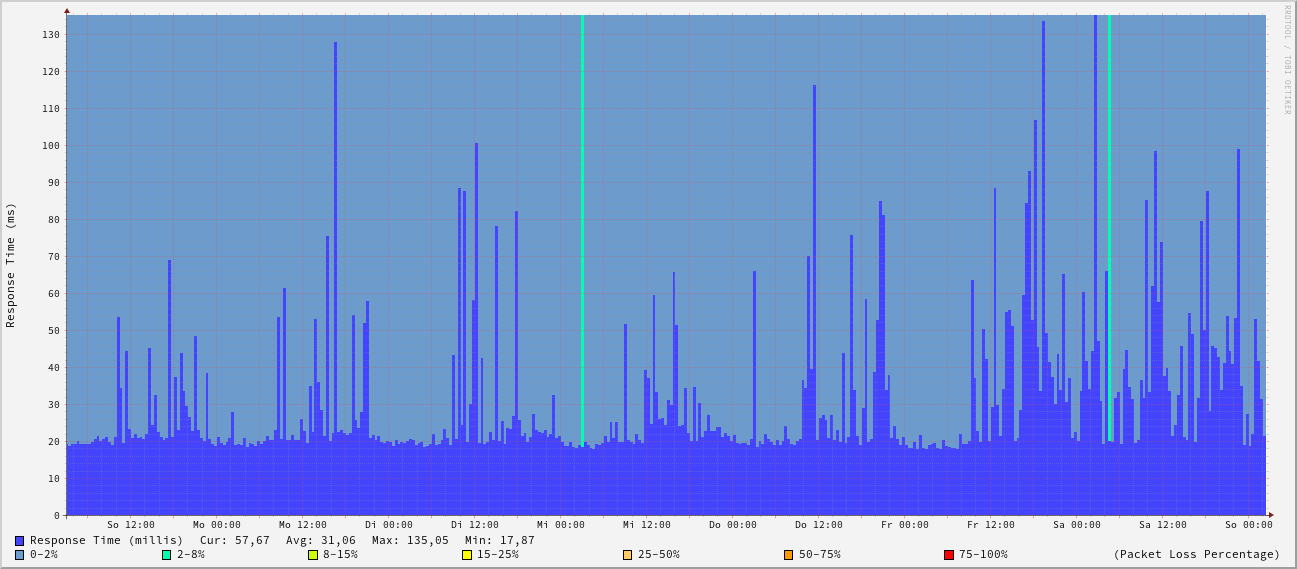 RRDTOOL / TOBI OETIKER
Response Time (ms)
130
120
110
100
90
80
70
60
50
40
30
20
10
0
So 12:00 Mo 00:00 Mo 12:00 Di 00:00 Di 12:00 Mi 00:00 Mi 12:00 Do 00:00 Do 12:00 Fr 00:00 Fr 12:00 Sa 00:00 Sa 12:00 So 00:00
Response Time (millis) Cur: 57,67 Avg: 31,06 Max: 135,05 Min: 17,87
0-2% 2-8% 8-15% 15-25% 25-50% 50-75% 75-100% (Packet Loss Percentage)